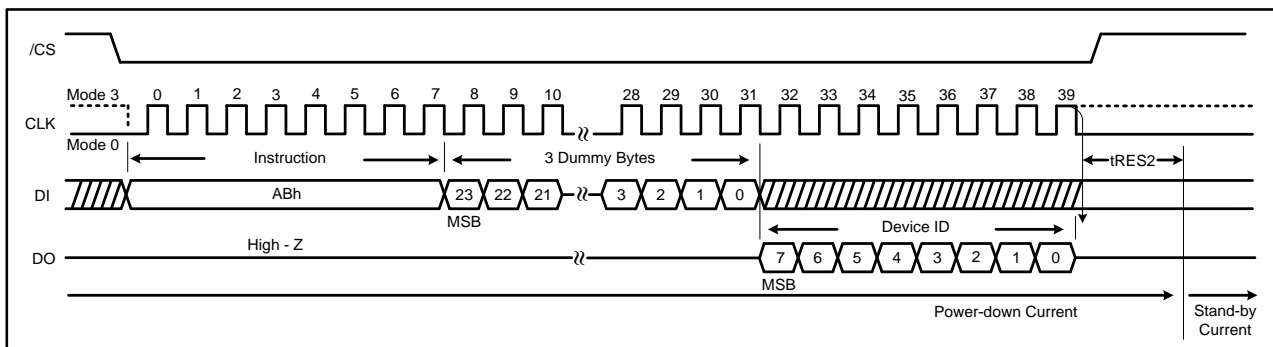 /CS
Mode 3 0 1 2 3 4 5 6 7 8 9 10 28 29 30 31 32 33 34 35 36 37 38 39
CLK
Mode 0
Instruction 3 Dummy Bytes tRES2
DI ABh 23 22 21 3 2 1 0
MSB
Device ID
High - Z
DO 7 6 5 4 3 2 1 0
MSB
Power-down Current Stand-by
Current